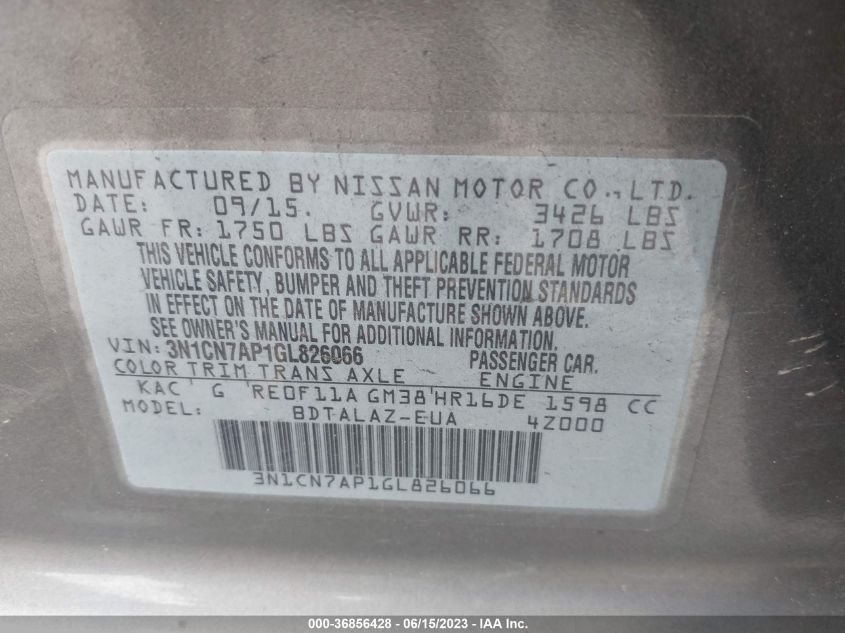 MANUFACTURED BY NISSAN MOTOR CO., LTD.
DATE: 09/15. GVWR: 3426 LBS
GAWR FR: 1750 LBS GAWR RR: 1708 LBS
THIS VEHICLE CONFORMS TO ALL APPLICABLE FEDERAL MOTOR
VEHICLE SAFETY, BUMPER AND THEFT PREVENTION STANDARDS
IN EFFECT ON THE DATE OF MANUFACTURE SHOWN ABOVE.
SEE OWNER'S MANUAL FOR ADDITIONAL INFORMATION.
VIN: 3N1CN7AP1GL826066 PASSENGER CAR.
COLOR TRIM TRANS AXLE ENGINE
KAC ' G ' RE0F11A GM38 ' HR16DE 1598 CC
MODEL: BDTALAZ-EUA 4Z000
3N1CN7AP1GL826066
000-36856428 - 06/15/2023 - IAA Inc.